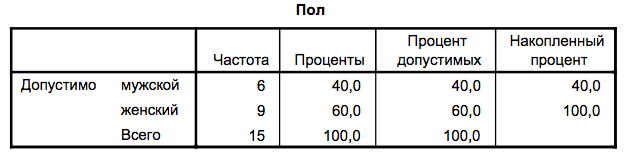 Пол
Частота Проценты Процент допустимых Накопленный процент
Допустимо мужской 6 40,0 40,0 40,0
женский 9 60,0 60,0 100,0
Всего 15 100,0 100,0